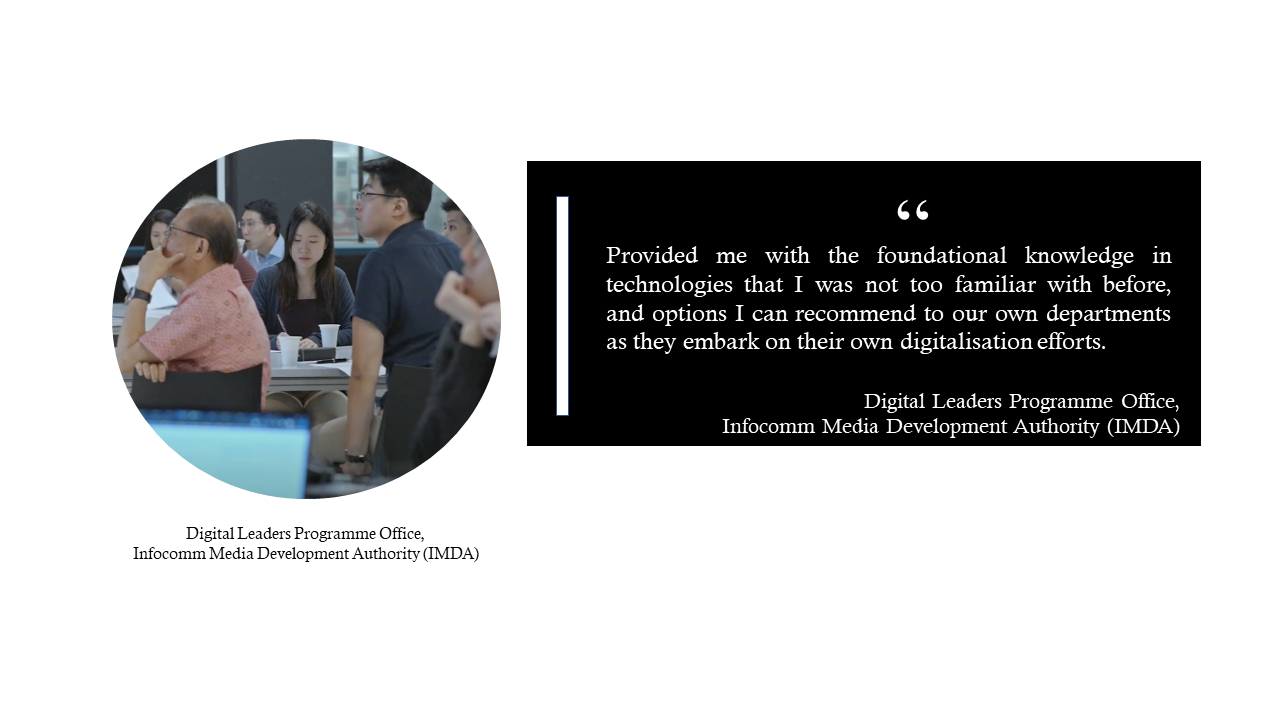 “
Provided me with the foundational knowledge in
technologies that I was not too familiar with before,
and options I can recommend to our own departments
as they embark on their own digitalisation efforts.
Digital Leaders Programme Office,
Infocomm Media Development Authority (IMDA)
Digital Leaders Programme Office,
Infocomm Media Development Authority (IMDA)